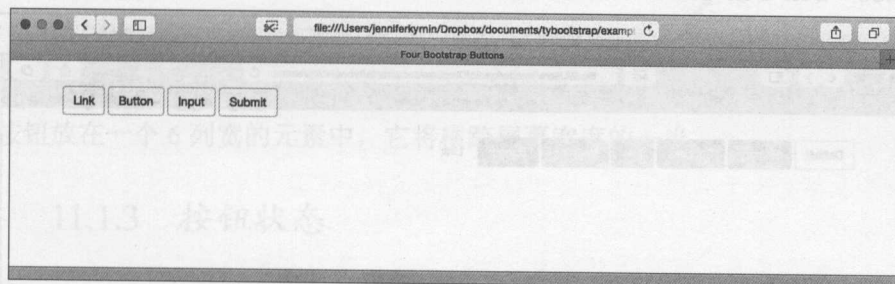 file:///Users/jenniferkymin/Dropbox/documents/tybootstrap/exampl
Four Bootstrap Buttons
Link Button Input Submit
按钮放在一个 6 列宽的元素中，它将
11.1.3 按钮状态